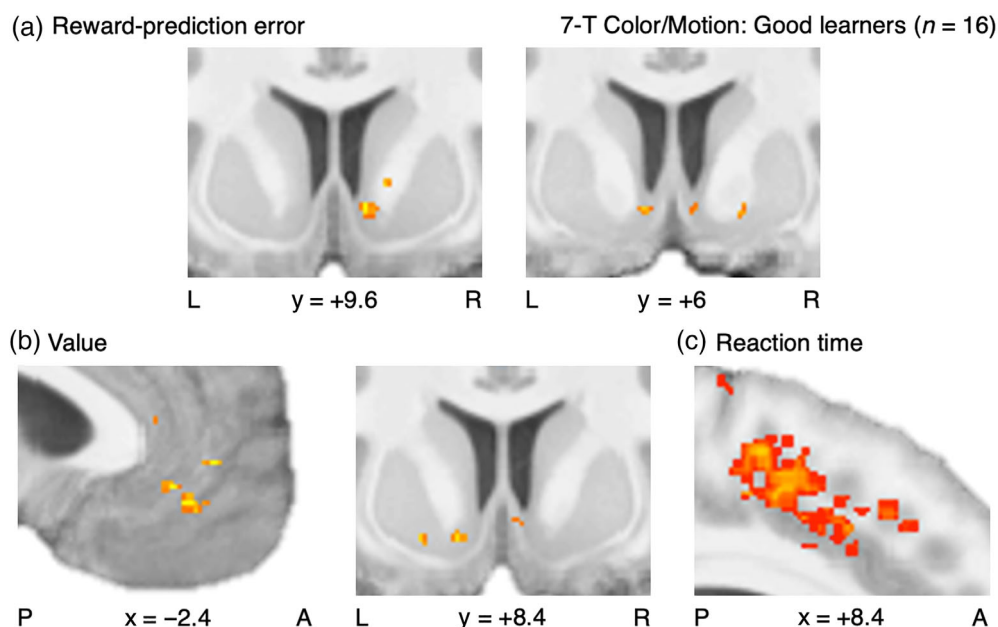 (a) Reward-prediction error 7-T Color/Motion: Good learners (n = 16)
L y = +9.6 R L y = +6 R
(b) Value (c) Reaction time
P x = −2.4 A L y = +8.4 R P x = +8.4 A